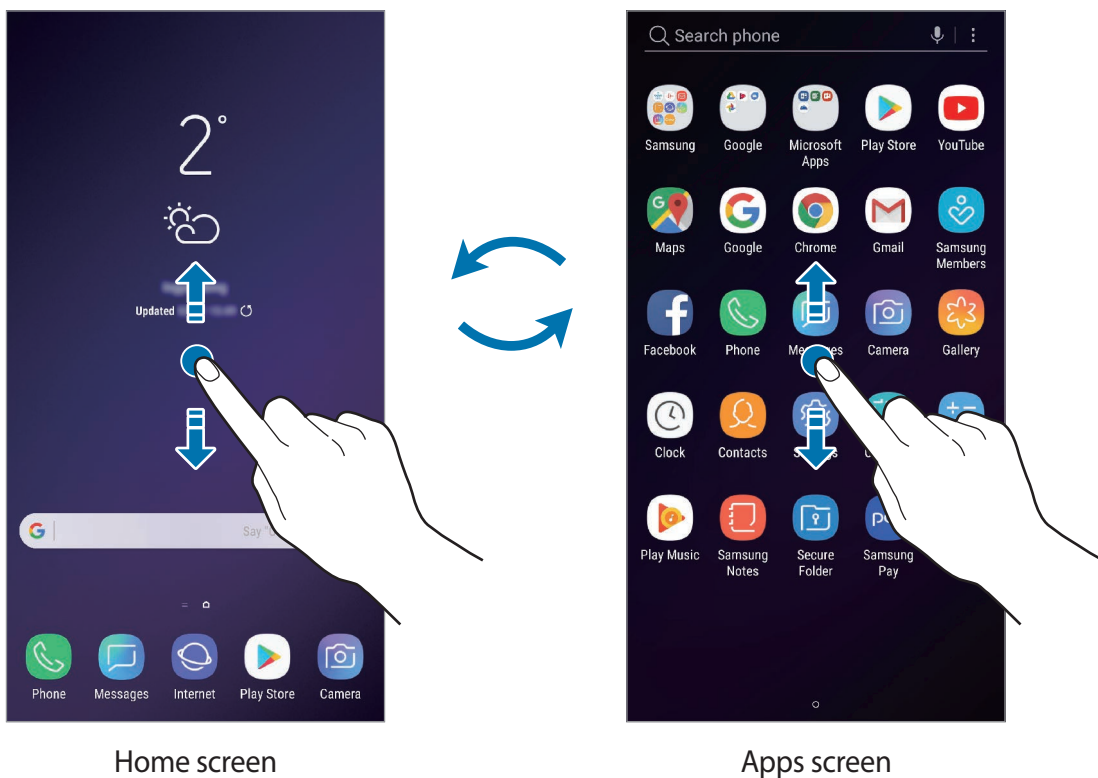 2°
Updated
G
Say "
Phone
Messages
Internet
Play Store
Camera
Home screen
Search phone
Samsung
Google
Microsoft
Apps
Play Store
YouTube
Maps
Google
Chrome
Gmail
Samsung
Members
Facebook
Phone
Camera
Gallery
Clock
Contacts
Play Music
Samsung
Notes
Secure
Folder
Samsung
Pay
Apps screen